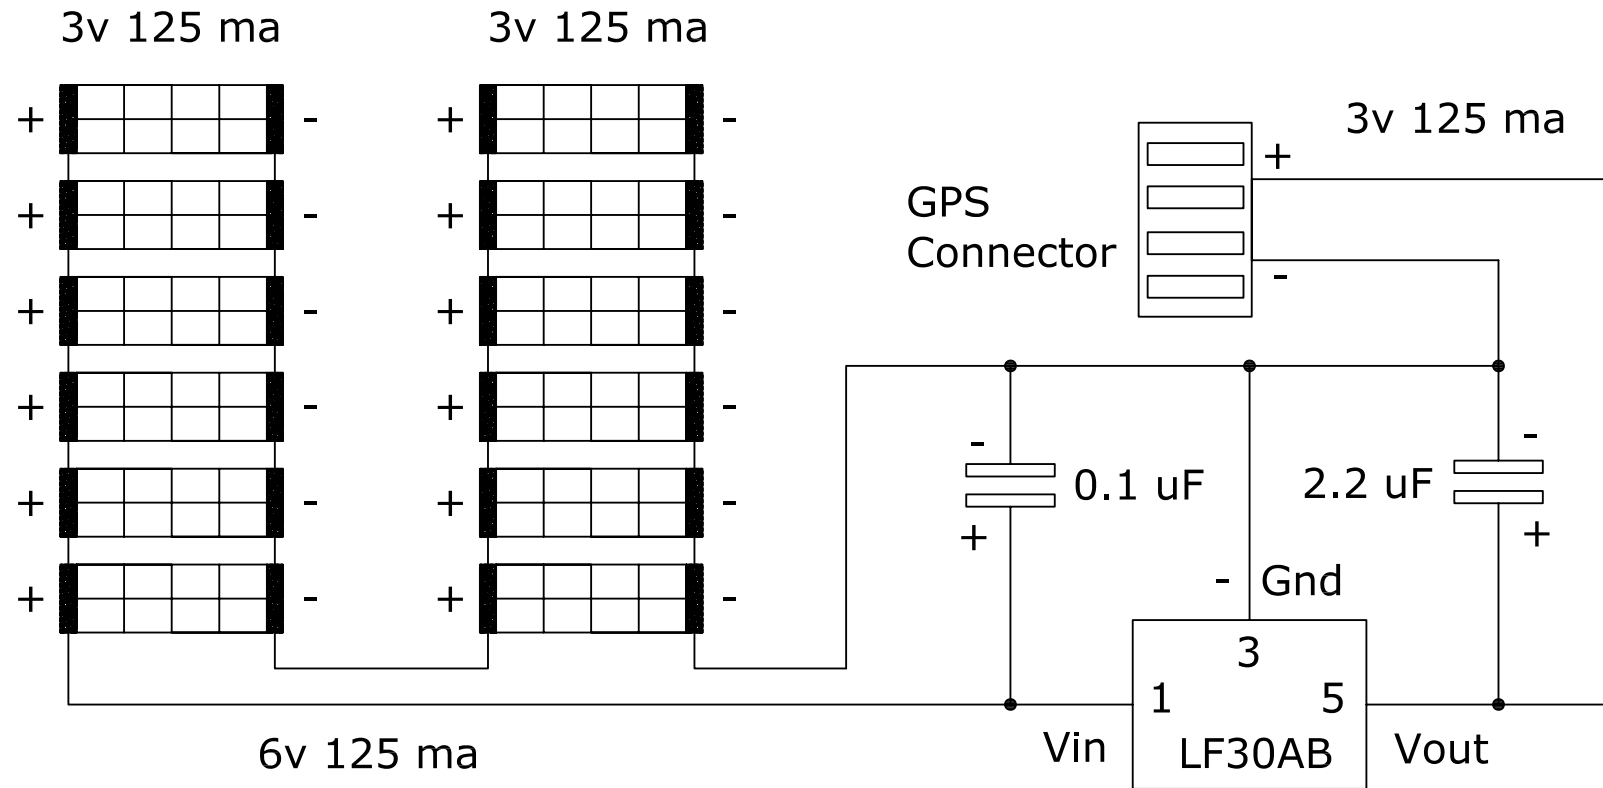 3v 125 ma
3v 125 ma
+ - + -
+ - + -
+ - + -
+ - + -
+ - + -
+ - + -
3v 125 ma
+
GPS
Connector
-
- 0.1 uF +
2.2 uF - +
- Gnd
3
1 5
Vin LF30AB Vout
6v 125 ma